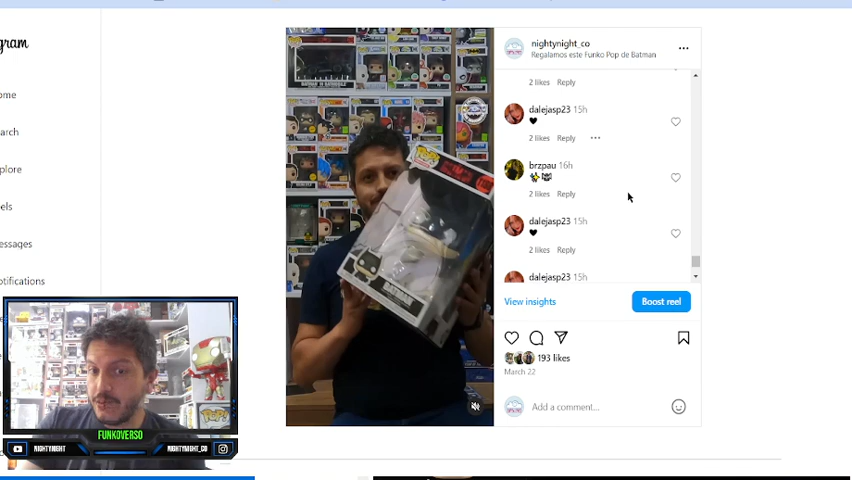 gram
ome
arch
plore
els
essages
otifications
nightynight_co
Regalamos este Funko Pop de Batman
2 likes Reply
dalejasp23 15h
2 likes Reply
brzpau 16h
2 likes Reply
dalejasp23 15h
2 likes Reply
dalejasp23 15h
View insights
Boost reel
193 likes
March 22
Add a comment...
BATMAN
POP!
FUNKOVERSO
NIGHTYNIGHT
NIGHTYNIGHT_CO